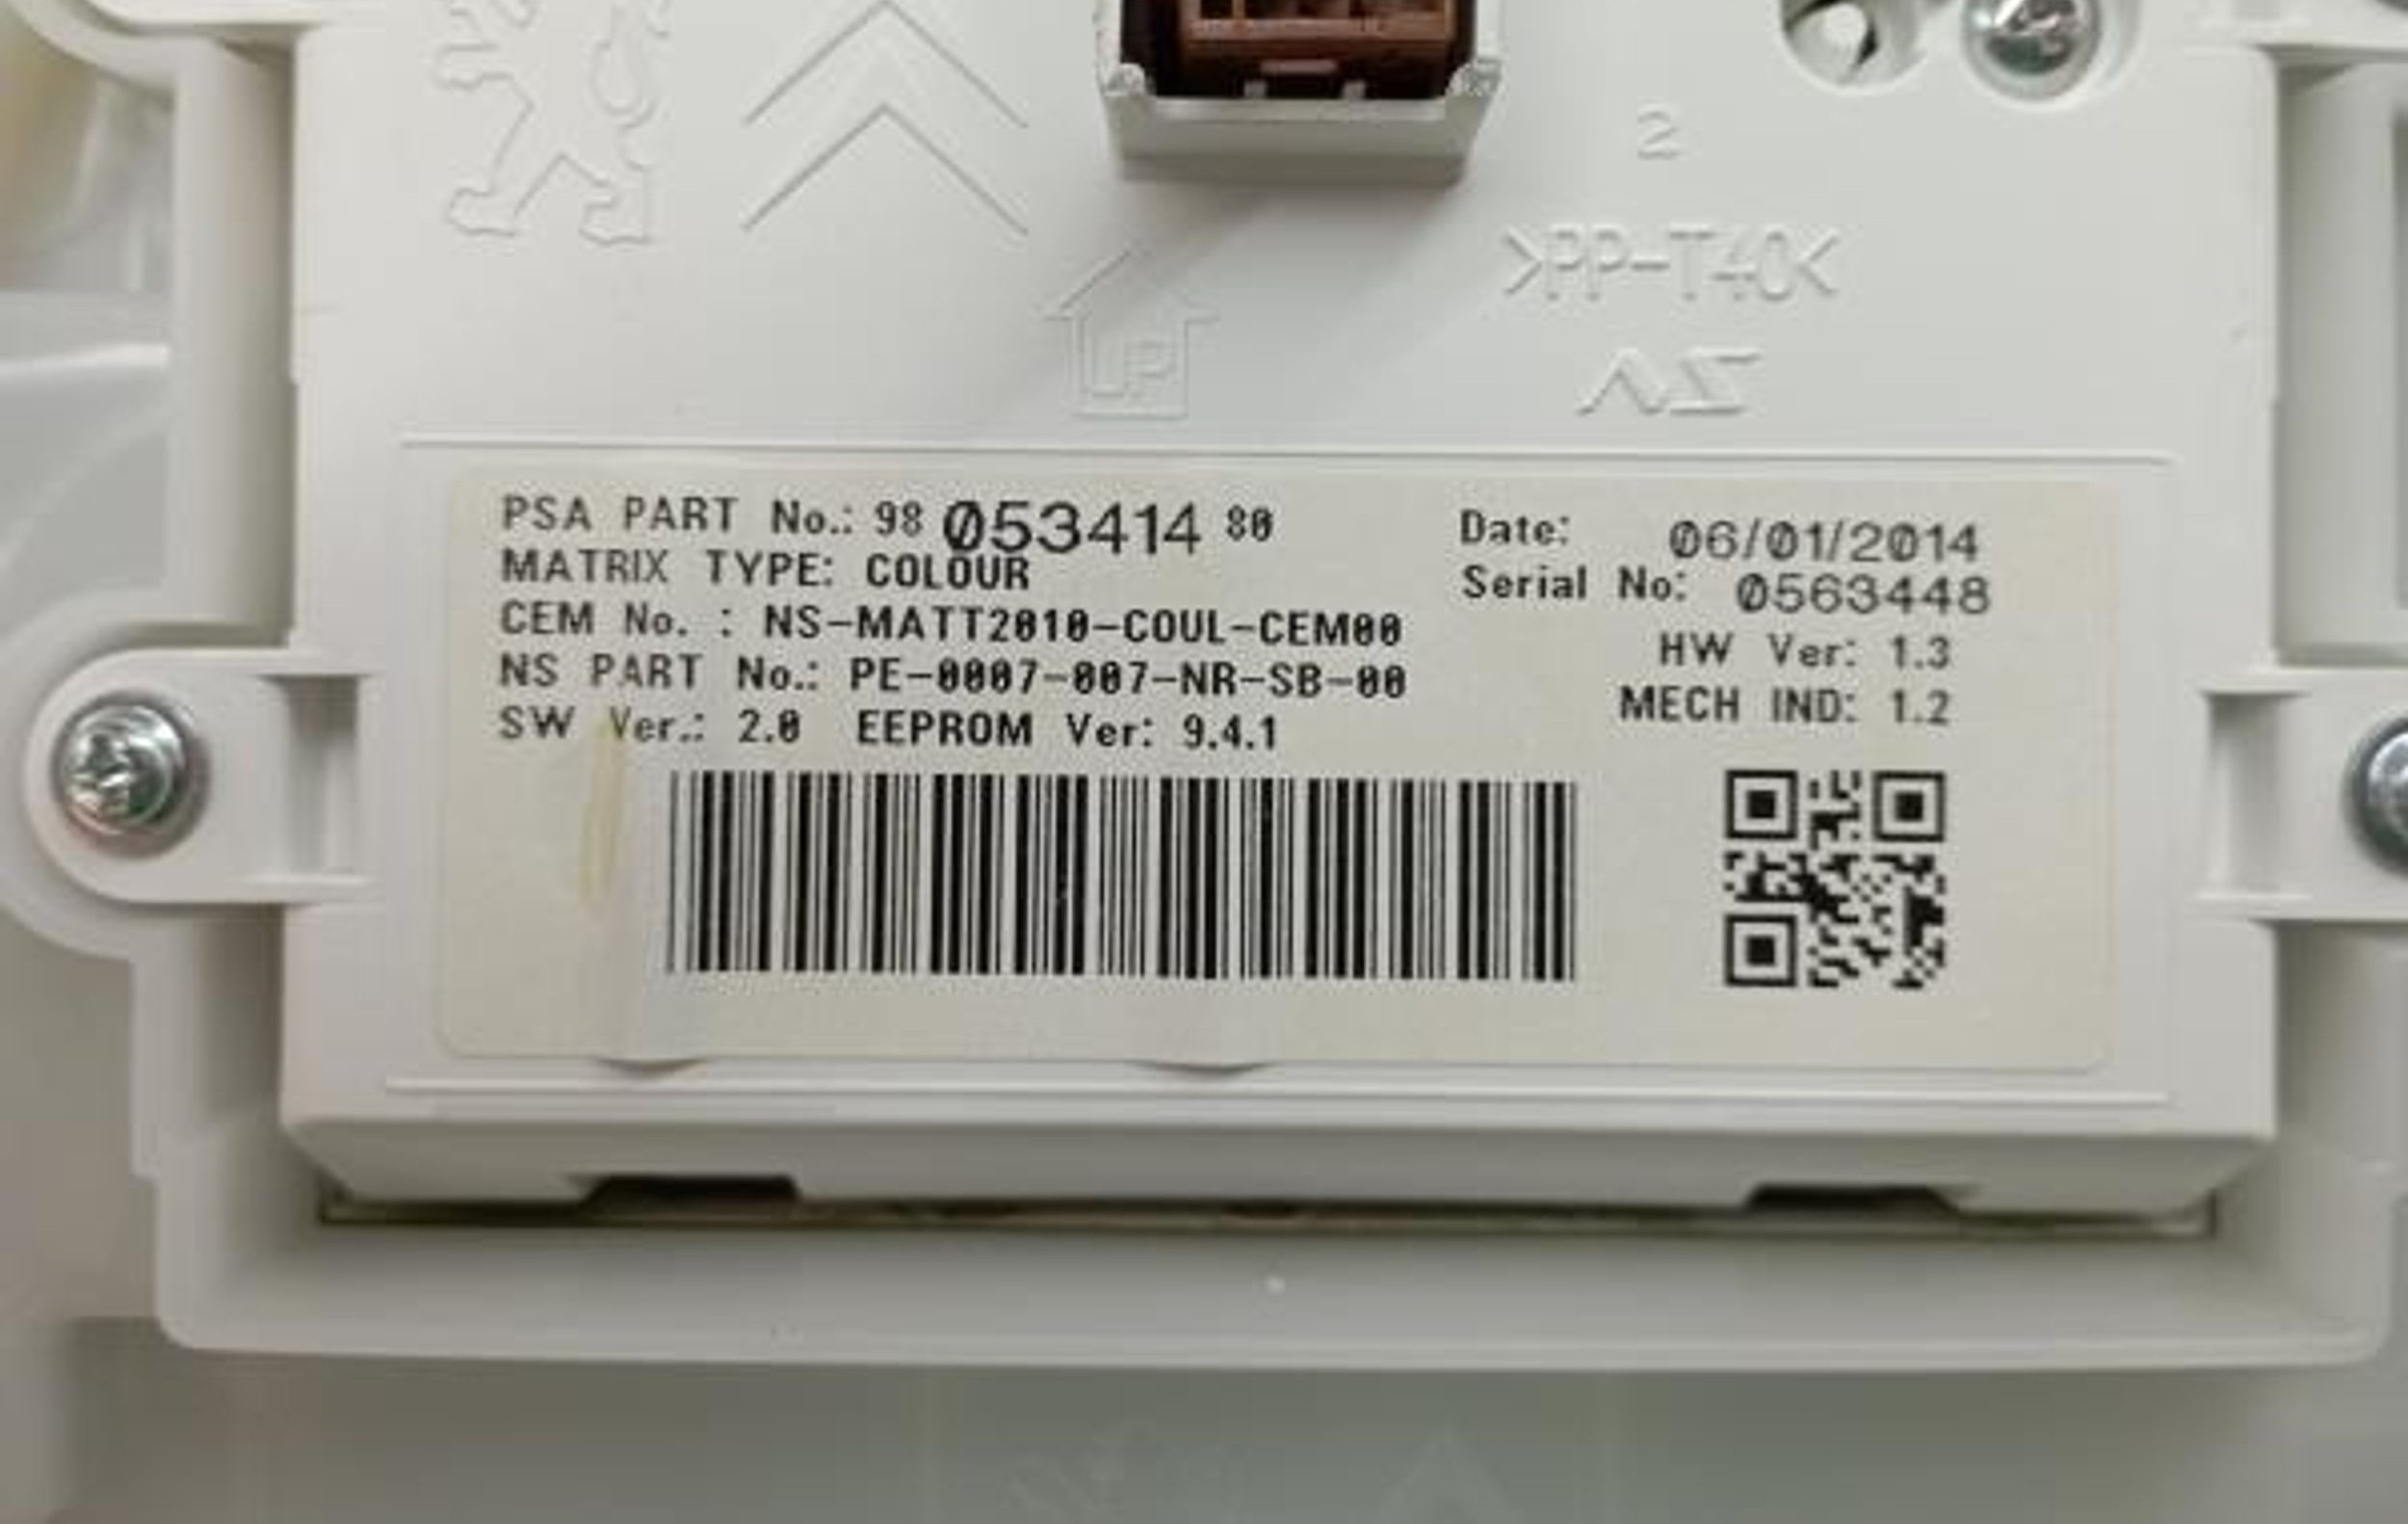 2
>PP-T40<
UP
PSA PART No.: 98 053414 80
MATRIX TYPE: COLOUR
CEM No. : NS-MATT2010-COUL-CEM00
NS PART No.: PE-0007-007-NR-SB-00
SW Ver.: 2.0 EEPROM Ver: 9.4.1
Date: 06/01/2014
Serial No: 0563448
HW Ver: 1.3
MECH IND: 1.2